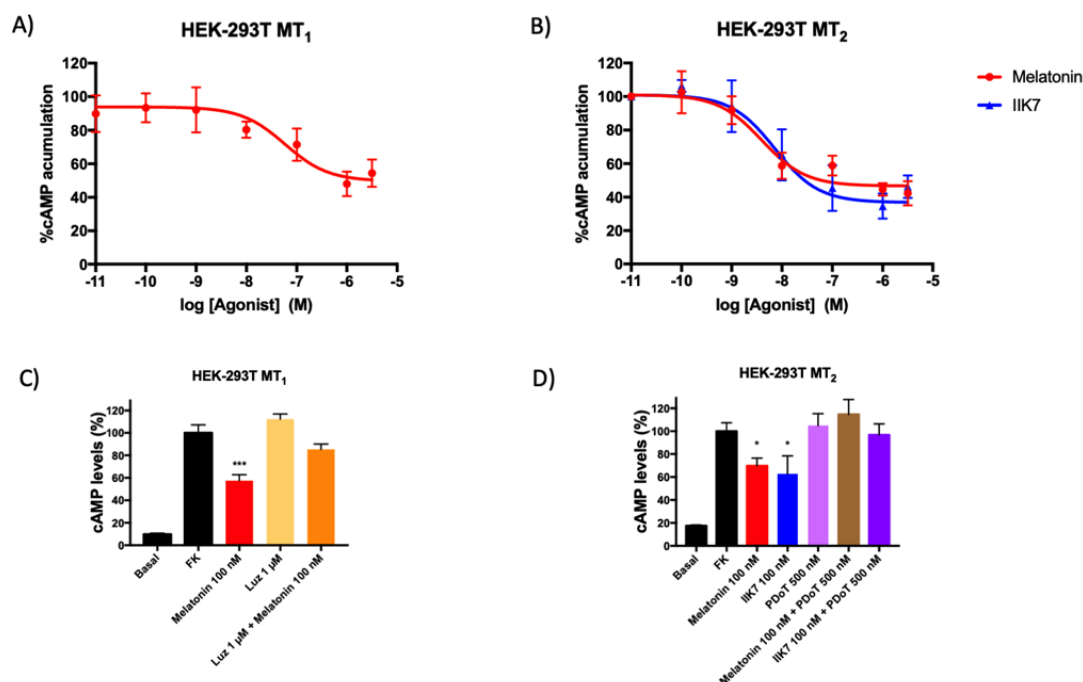 A)
HEK-293T MT1
%cAMP acumulation
120
100
80
60
40
20
0
-11 -10 -9 -8 -7 -6 -5
log [Agonist] (M)
B)
HEK-293T MT2
%cAMP acumulation
120
100
80
60
40
20
0
-11 -10 -9 -8 -7 -6 -5
log [Agonist] (M)
Melatonin
IIK7
C)
HEK-293T MT1
cAMP levels (%)
120
100
80
60
40
20
0
***
Basal
FK
Melatonin 100 nM
Luz 1 µM
Luz 1 µM + Melatonin 100 nM
D)
HEK-293T MT2
cAMP levels (%)
120
100
80
60
40
20
0
* *
Basal
FK
Melatonin 100 nM
IIK7 100 nM
PDoT 500 nM
Melatonin 100 nM + PDoT 500 nM
IIK7 100 nM + PDoT 500 nM